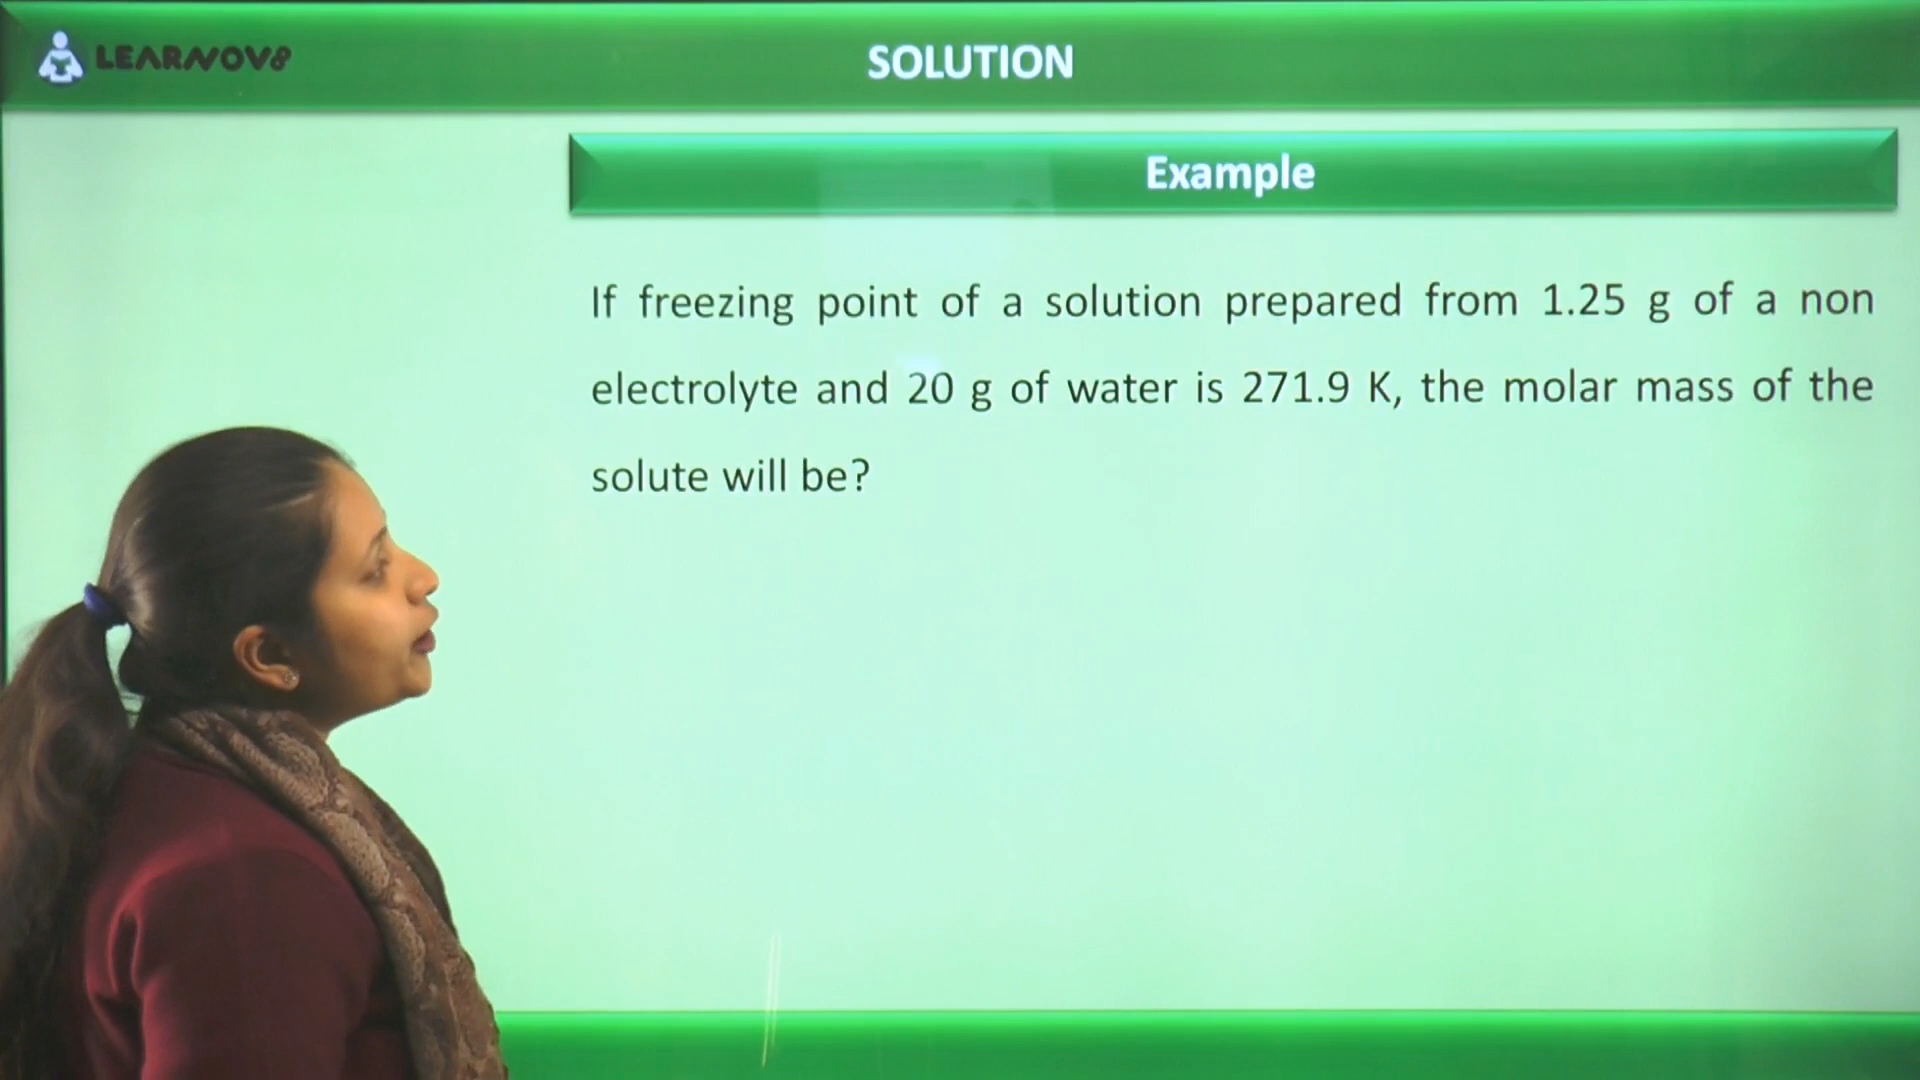 LEARNOV8
SOLUTION
Example
If freezing point of a solution prepared from 1.25 g of a non
electrolyte and 20 g of water is 271.9 K, the molar mass of the
solute will be?